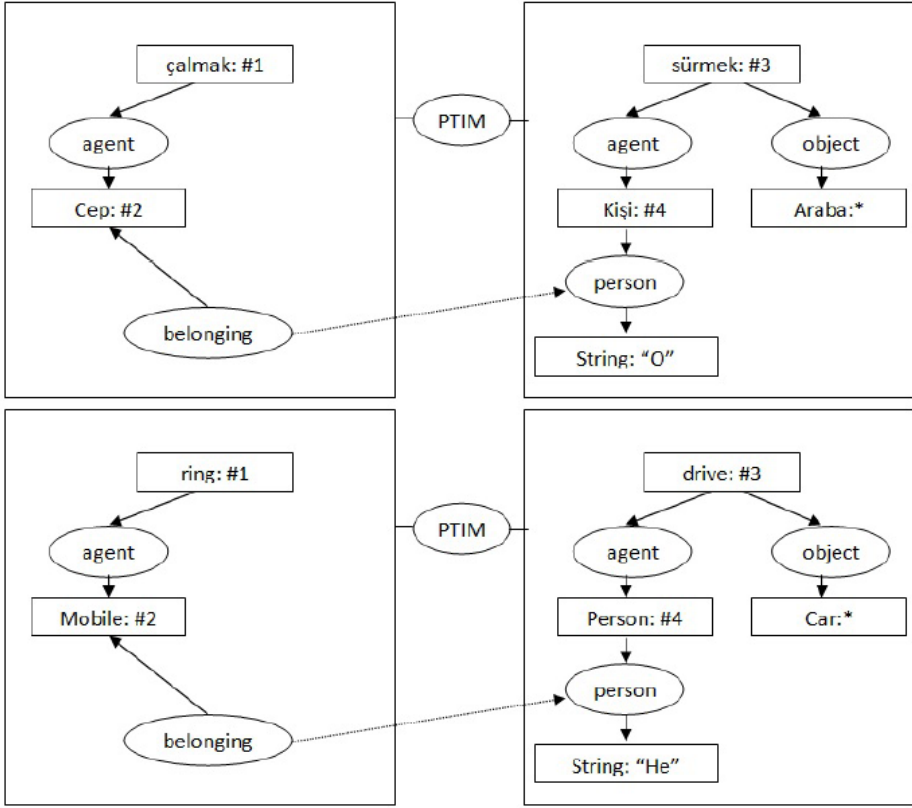 çalmak: #1
sürmek: #3
PTIM
agent
agent
object
Cep: #2
Kişi: #4
Araba:*
person
belonging
String: “O”
ring: #1
drive: #3
PTIM
agent
agent
object
Mobile: #2
Person: #4
Car:*
person
belonging
String: “He”